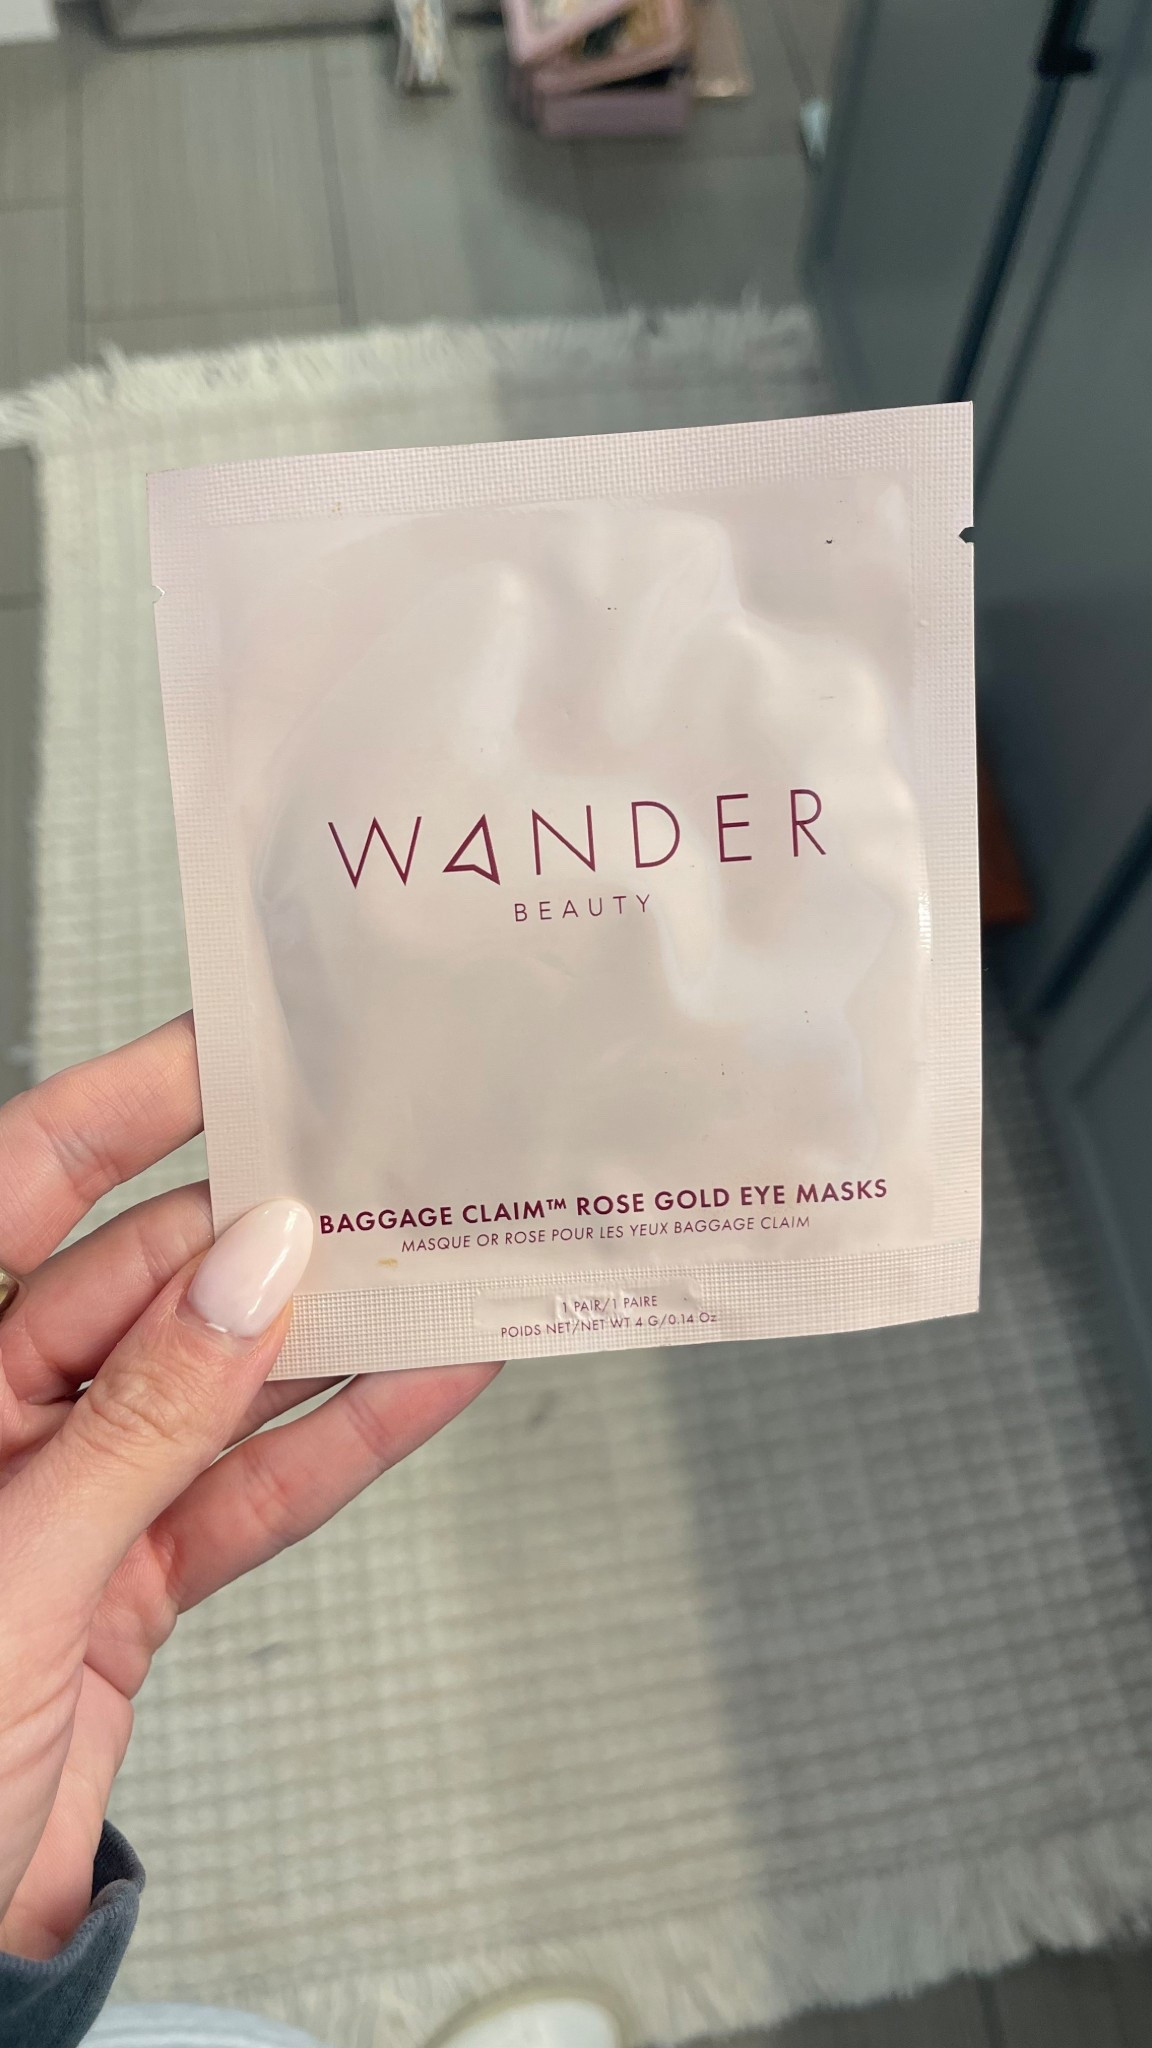 WANDER
BEAUTY
BAGGAGE CLAIM™ ROSE GOLD EYE MASKS
MASQUE OR ROSE POUR LES YEUX BAGGAGE CLAIM
1 PAIR/1 PAIRE
POIDS NET/NET WT 4 G/0.14 Oz